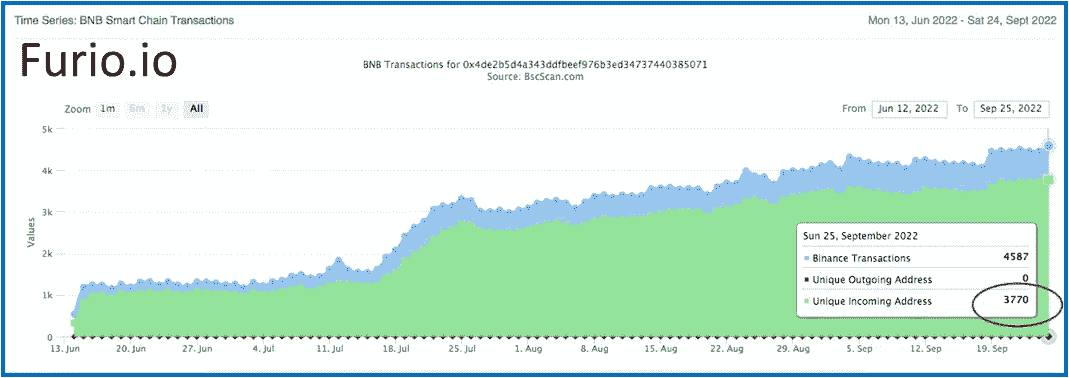 Time Series: BNB Smart Chain Transactions
Mon 13, Jun 2022 - Sat 24, Sept 2022
Furio.io
BNB Transactions for 0x4de2b5d4a343ddfbeef976b3ed34737440385071
Source: BscScan.com
Zoom 1m 6m 1y All
From Jun 12, 2022 To Sep 25, 2022
5k
4k
3k
2k
1k
0
Values
Sun 25, September 2022
Binance Transactions 4587
Unique Outgoing Address 0
Unique Incoming Address 3770
13. Jun 20. Jun 27. Jun 4. Jul 11. Jul 18. Jul 25. Jul 1. Aug 8. Aug 15. Aug 22. Aug 29. Aug 5. Sep 12. Sep 19. Sep